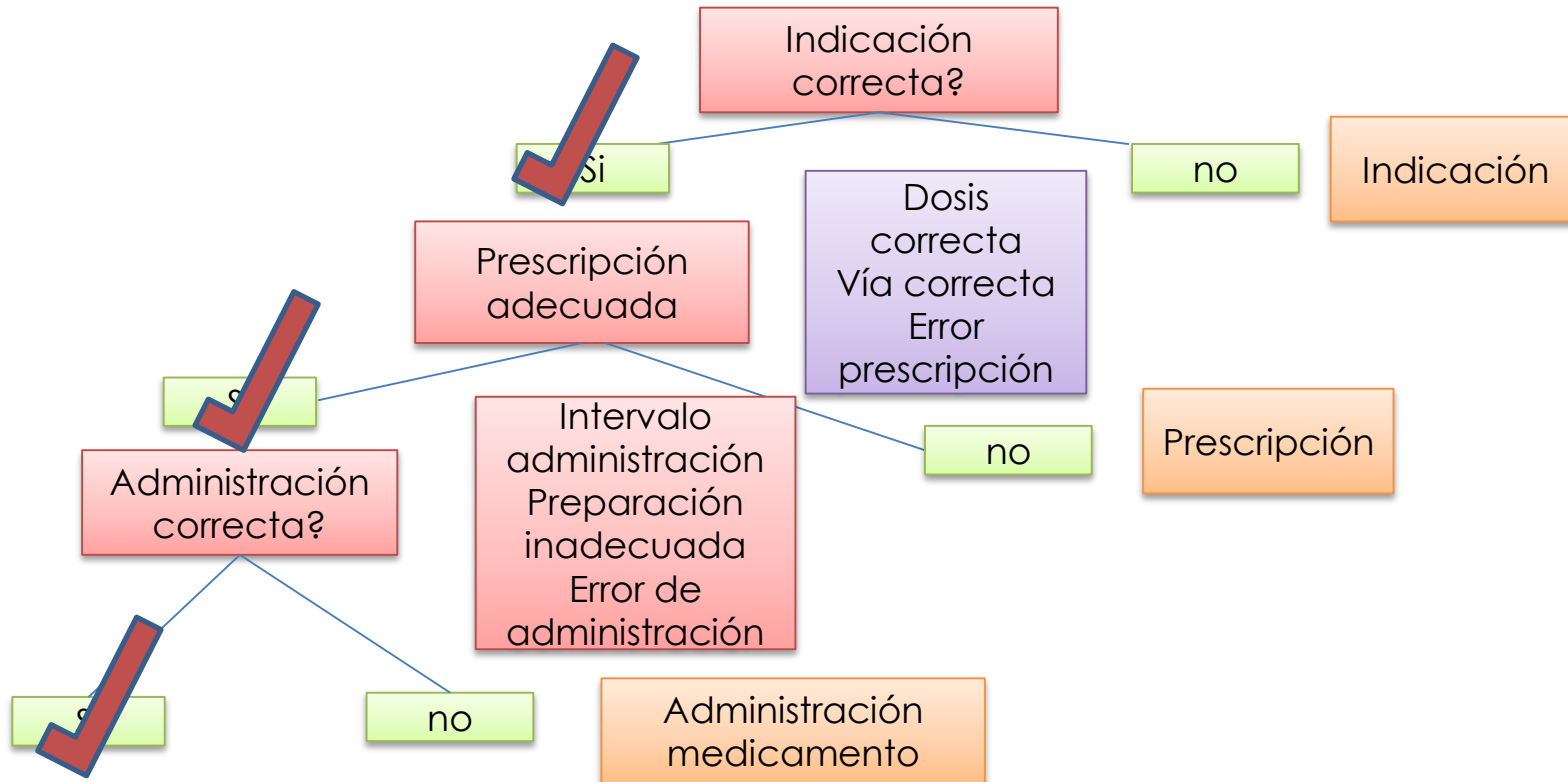 Indicación
correcta?
Si
no
Indicación
Dosis
correcta
Vía correcta
Error
prescripción
Prescripción
adecuada
no
Prescripción
Intervalo
administración
Preparación
inadecuada
Error de
administración
Administración
correcta?
no
Administración
medicamento